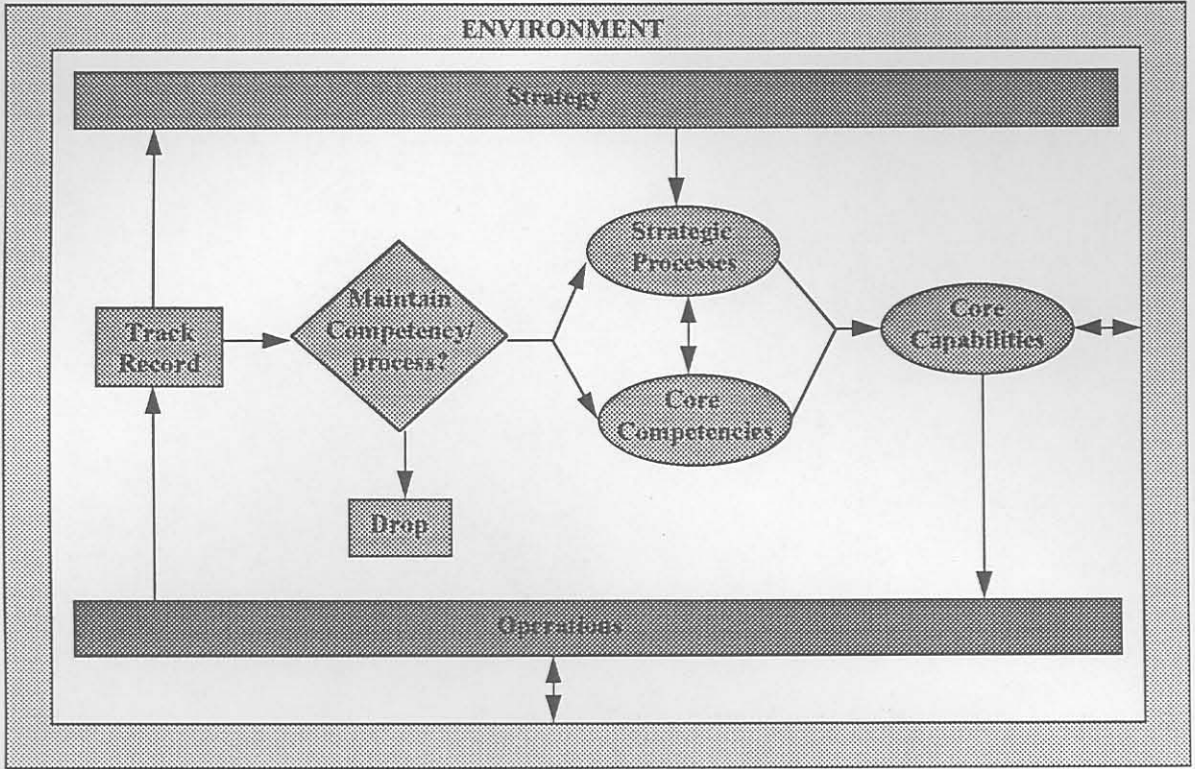 ENVIRONMENT
Strategy
Strategic
Processes
Maintain
Competency/
process?
Track
Record
Core
Capabilities
Core
Competencies
Drop
Operations